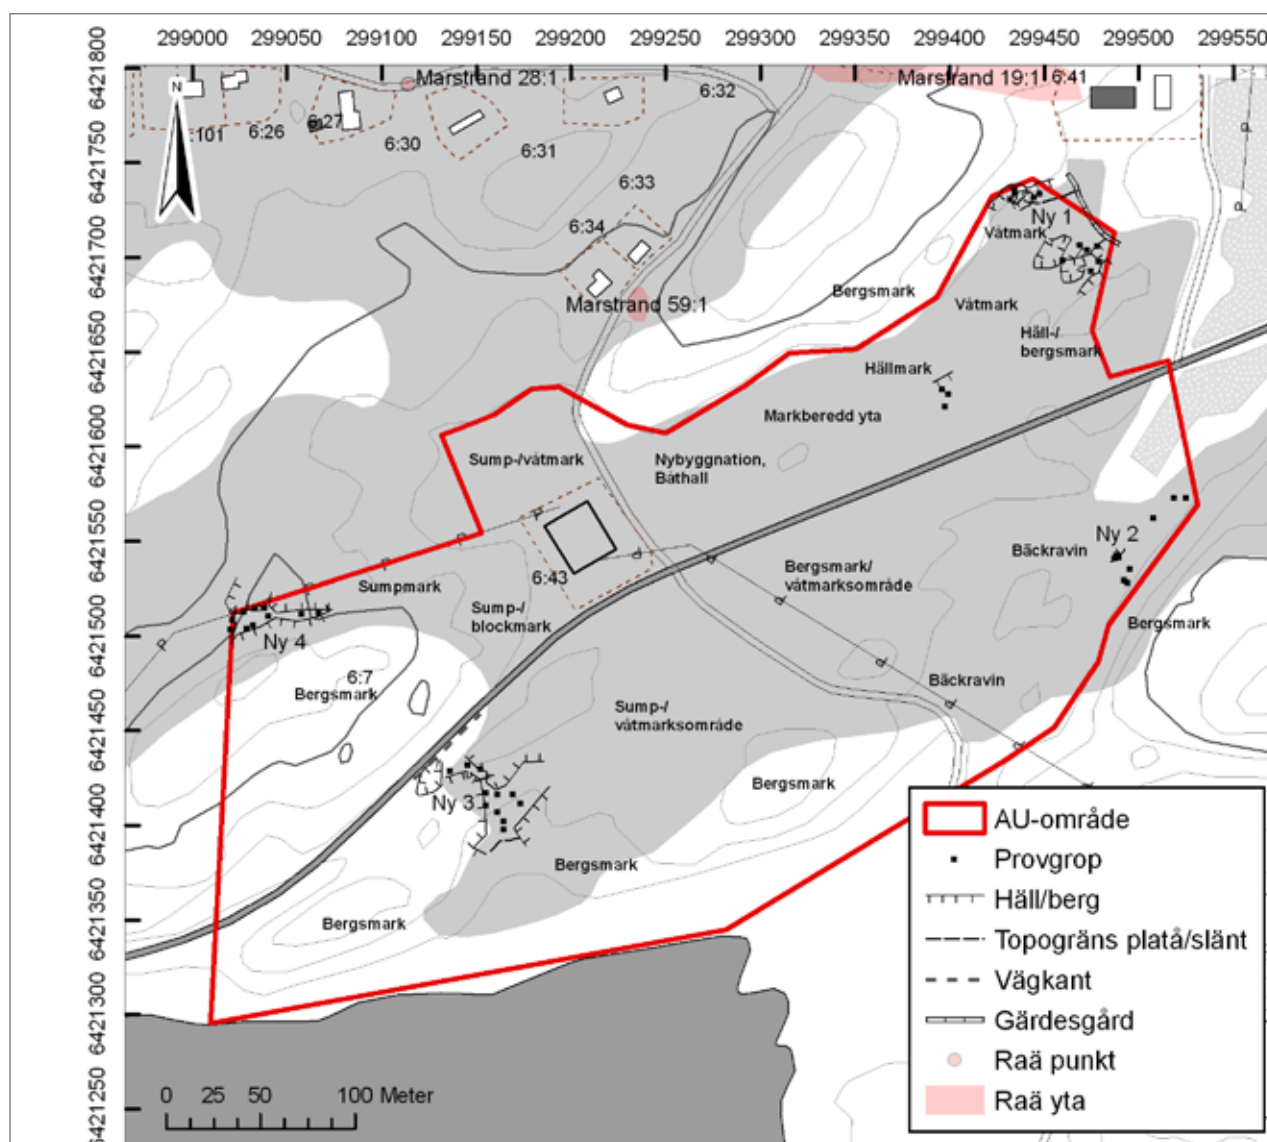 299000 299050 299100 299150 299200 299250 299300 299350 299400 299450 299500 299550
6421800
6421750
6421700
6421650
6421600
6421550
6421500
6421450
6421400
6421350
6421300
6421250
N
Marstrand 28:1
Marstrand 19:1
6:41
6:32
:101
6:26
6:27
6:30
6:31
6:33
6:34
Marstrand 59:1
Ny 1
Våtmark
Bergsmark
Våtmark
Häll-/
bergsmark
Hällmark
Markberedd yta
Sump-/våtmark
Nybyggnation,
Båthall
Ny 2
Bäckravin
Bergsmark/
våtmarksområde
6:43
Sumpmark
Sump-/
blockmark
Ny 4
Bergsmark
6:7
Bergsmark
Bäckravin
Sump-/
våtmarksområde
Bergsmark
Ny 3
Bergsmark
Bergsmark
AU-område
Provgrop
Häll/berg
Topogräns platå/slänt
Vägkant
Gärdesgård
Raä punkt
Raä yta
0 25 50 100 Meter